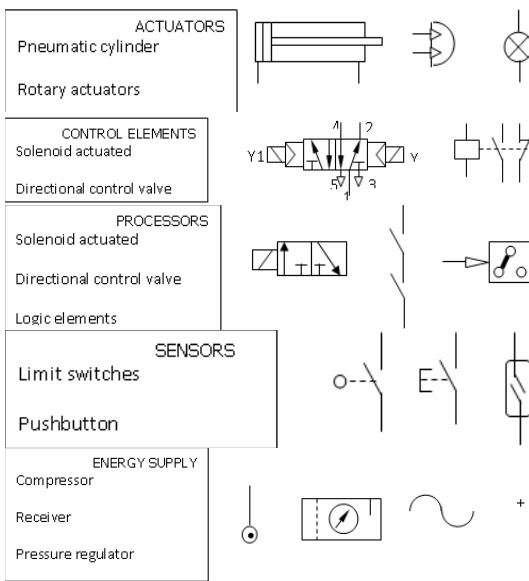 ACTUATORS
Pneumatic cylinder
Rotary actuators
CONTROL ELEMENTS
Solenoid actuated
Directional control valve
4 2
Y1 Y
5 3
1
PROCESSORS
Solenoid actuated
Directional control valve
Logic elements
SENSORS
Limit switches
Pushbutton
ENERGY SUPPLY
Compressor
Receiver
Pressure regulator
+